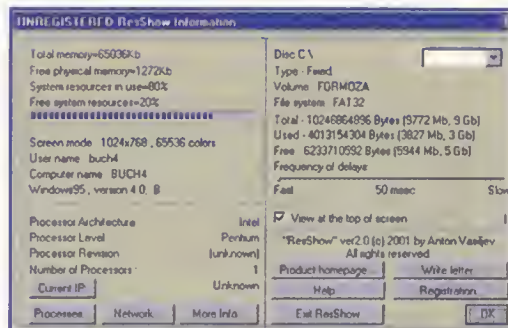 UNREGISTERED ResShow Information
Total memory=65036Kb
Free physical memory=1272Kb
System resources in use=80%
Free system resources=20%
Screen mode 1024x768 , 65536 colors
User name buch4
Computer name BUCH4
Windows95 , version 4.0, B
Processor Architecture Intel
Processor Level Pentium
Processor Revision (unknown)
Number of Processors : 1
Current IP Unknown
Processes Network More Info
Disc C:\
Type - Fixed
Volume FORMOZA
File system FAT32
Total - 10246864896 Bytes (9772 Mb, 9 Gb)
Used - 4013154304 Bytes (3827 Mb, 3 Gb)
Free 6233710592 Bytes (5944 Mb, 5 Gb)
Frequency of delays
Fast 50 msec Slow
View at the top of screen
"ResShow" ver2.0 (c) 2001 by Anton Vasiljev
All rights reserved
Product homepage Write letter
Help Registration
Exit ResShow OK